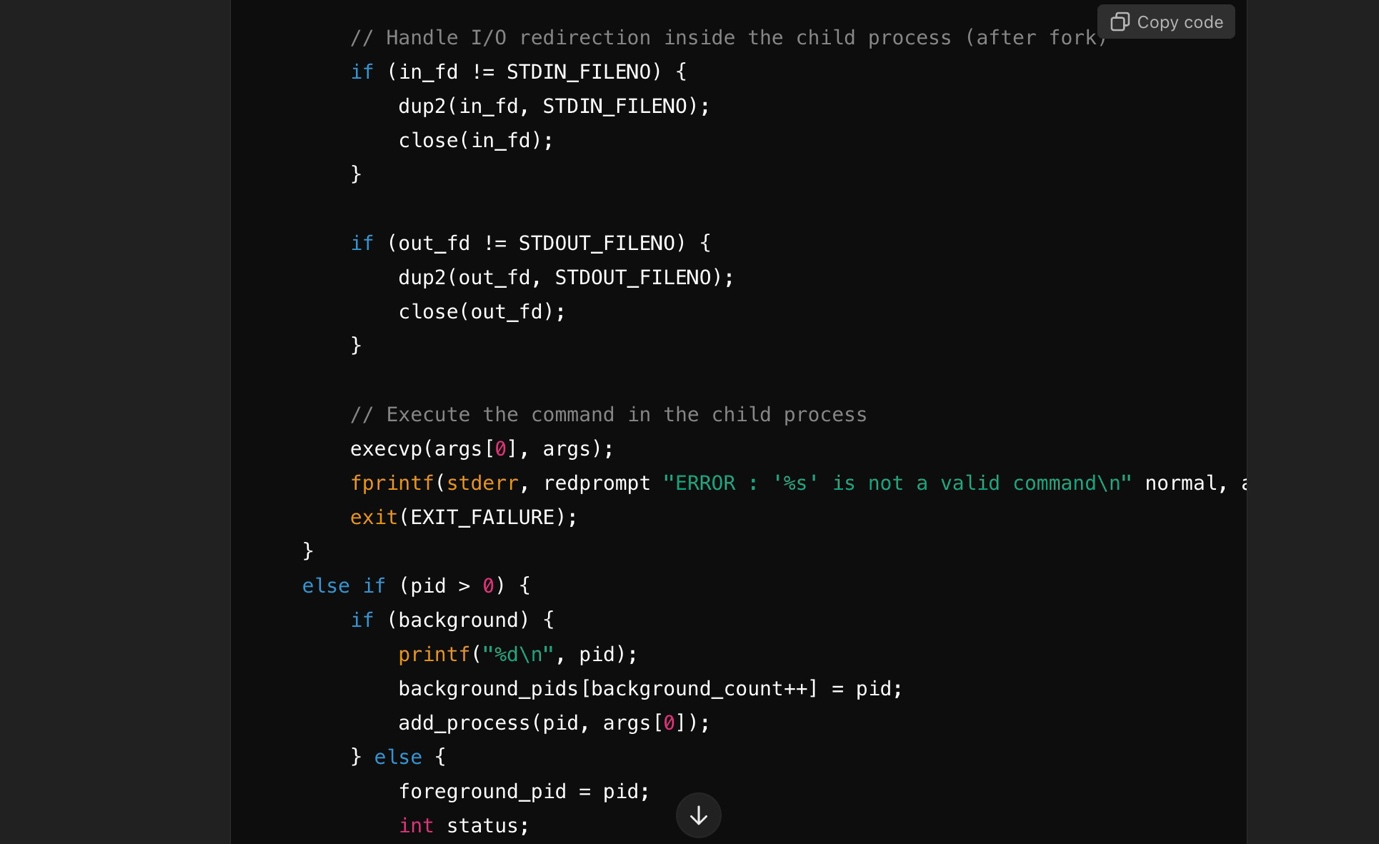 Copy code
// Handle I/O redirection inside the child process (after fork)
if (in_fd != STDIN_FILENO) {
dup2(in_fd, STDIN_FILENO);
close(in_fd);
}
if (out_fd != STDOUT_FILENO) {
dup2(out_fd, STDOUT_FILENO);
close(out_fd);
}
// Execute the command in the child process
execvp(args[0], args);
fprintf(stderr, redprompt "ERROR : '%s' is not a valid command\n" normal,
exit(EXIT_FAILURE);
}
else if (pid > 0) {
if (background) {
printf("%d\n", pid);
background_pids[background_count++] = pid;
add_process(pid, args[0]);
} else {
foreground_pid = pid;
int status;